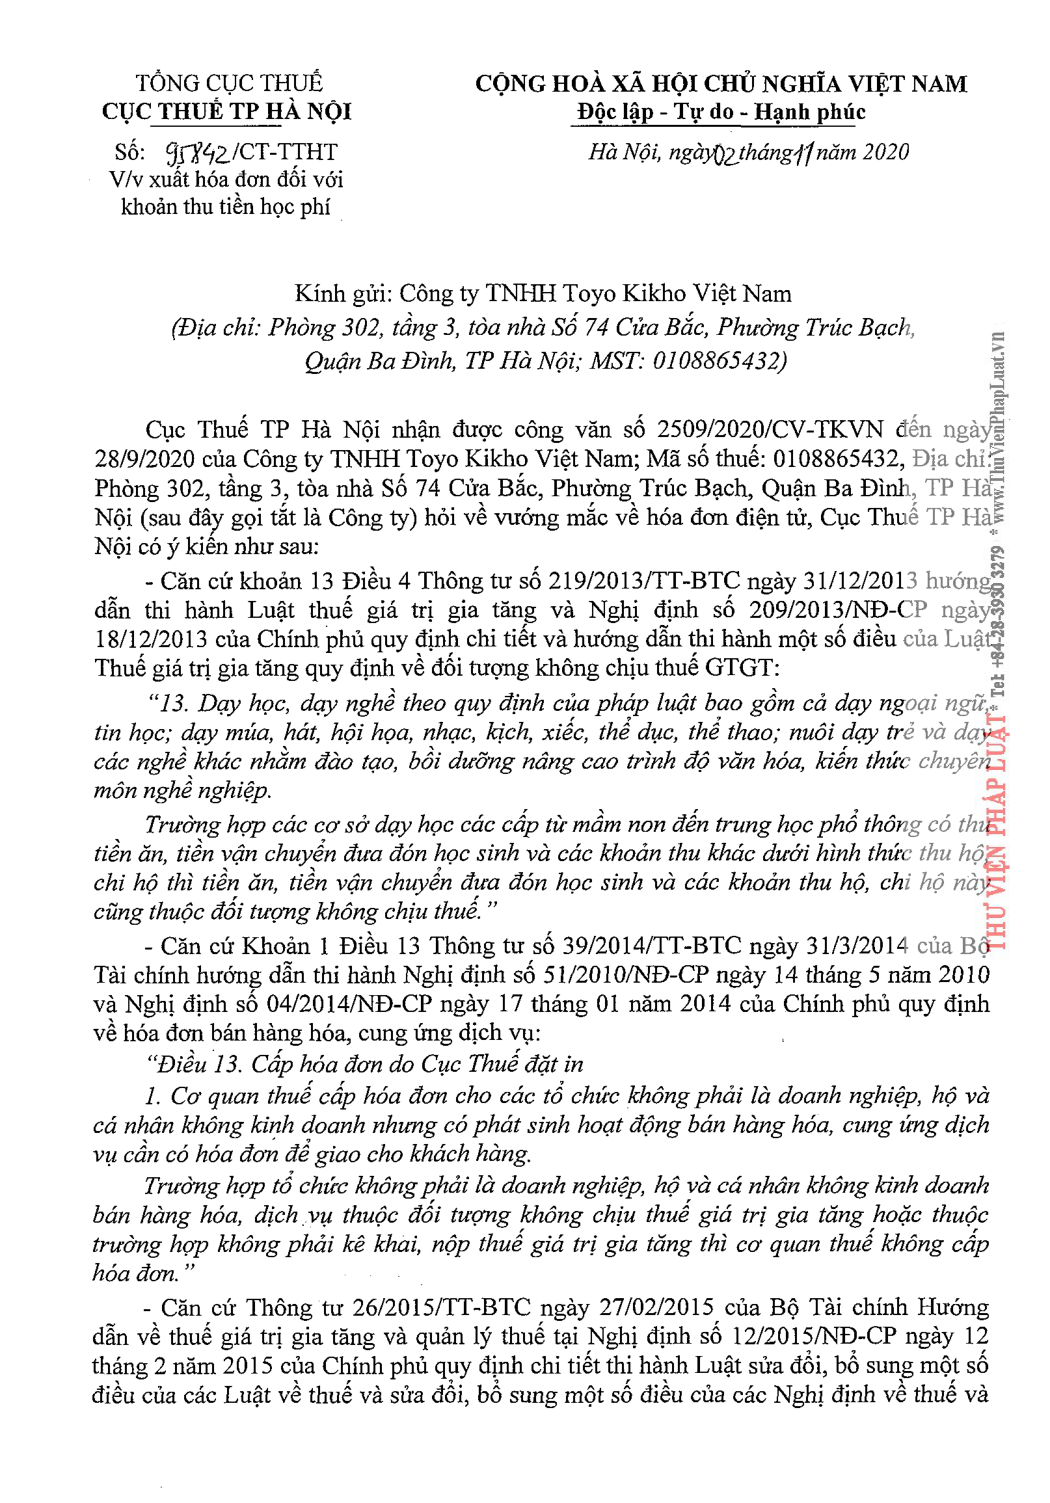 TỔNG CỤC THUẾ
CỤC THUẾ TP HÀ NỘI
Số: 95842/CT-TTHT
V/v xuất hóa đơn đối với
khoản thu tiền học phí
CỘNG HOÀ XÃ HỘI CHỦ NGHĨA VIỆT NAM
Độc lập - Tự do - Hạnh phúc
Hà Nội, ngày 02 tháng 11 năm 2020
Kính gửi: Công ty TNHH Toyo Kikho Việt Nam
(Địa chỉ: Phòng 302, tầng 3, tòa nhà Số 74 Cửa Bắc, Phường Trúc Bạch,
Quận Ba Đình, TP Hà Nội; MST: 0108865432)
Cục Thuế TP Hà Nội nhận được công văn số 2509/2020/CV-TKVN đến ngày
28/9/2020 của Công ty TNHH Toyo Kikho Việt Nam; Mã số thuế: 0108865432, Địa chỉ:
Phòng 302, tầng 3, tòa nhà Số 74 Cửa Bắc, Phường Trúc Bạch, Quận Ba Đình, TP Hà
Nội (sau đây gọi tắt là Công ty) hỏi về vướng mắc về hóa đơn điện tử, Cục Thuế TP Hà
Nội có ý kiến như sau:
- Căn cứ khoản 13 Điều 4 Thông tư số 219/2013/TT-BTC ngày 31/12/2013 hướng
dẫn thi hành Luật thuế giá trị gia tăng và Nghị định số 209/2013/NĐ-CP ngày
18/12/2013 của Chính phủ quy định chi tiết và hướng dẫn thi hành một số điều của Luật
Thuế giá trị gia tăng quy định về đối tượng không chịu thuế GTGT:
“13. Dạy học, dạy nghề theo quy định của pháp luật bao gồm cả dạy ngoại ngữ,
tin học; dạy múa, hát, hội họa, nhạc, kịch, xiếc, thể dục, thể thao; nuôi dạy trẻ và dạy
các nghề khác nhằm đào tạo, bồi dưỡng nâng cao trình độ văn hóa, kiến thức chuyên
môn nghề nghiệp.
Trường hợp các cơ sở dạy học các cấp từ mầm non đến trung học phổ thông có thu
tiền ăn, tiền vận chuyển đưa đón học sinh và các khoản thu khác dưới hình thức thu hộ,
chi hộ thì tiền ăn, tiền vận chuyển đưa đón học sinh và các khoản thu hộ, chi hộ này
cũng thuộc đối tượng không chịu thuế.”
- Căn cứ Khoản 1 Điều 13 Thông tư số 39/2014/TT-BTC ngày 31/3/2014 của Bộ
Tài chính hướng dẫn thi hành Nghị định số 51/2010/NĐ-CP ngày 14 tháng 5 năm 2010
và Nghị định số 04/2014/NĐ-CP ngày 17 tháng 01 năm 2014 của Chính phủ quy định
về hóa đơn bán hàng hóa, cung ứng dịch vụ:
“Điều 13. Cấp hóa đơn do Cục Thuế đặt in
1. Cơ quan thuế cấp hóa đơn cho các tổ chức không phải là doanh nghiệp, hộ và
cá nhân không kinh doanh nhưng có phát sinh hoạt động bán hàng hóa, cung ứng dịch
vụ cần có hóa đơn để giao cho khách hàng.
Trường hợp tổ chức không phải là doanh nghiệp, hộ và cá nhân không kinh doanh
bán hàng hóa, dịch vụ thuộc đối tượng không chịu thuế giá trị gia tăng hoặc thuộc
trường hợp không phải kê khai, nộp thuế giá trị gia tăng thì cơ quan thuế không cấp
hóa đơn.”
- Căn cứ Thông tư 26/2015/TT-BTC ngày 27/02/2015 của Bộ Tài chính Hướng
dẫn về thuế giá trị gia tăng và quản lý thuế tại Nghị định số 12/2015/NĐ-CP ngày 12
tháng 2 năm 2015 của Chính phủ quy định chi tiết thi hành Luật sửa đổi, bổ sung một số
điều của các Luật về thuế và sửa đổi, bổ sung một số điều của các Nghị định về thuế và
THƯ VIỆN PHÁP LUẬT * Tel: +84-28-3930 3279 * www.ThuVienPhapLuat.vn